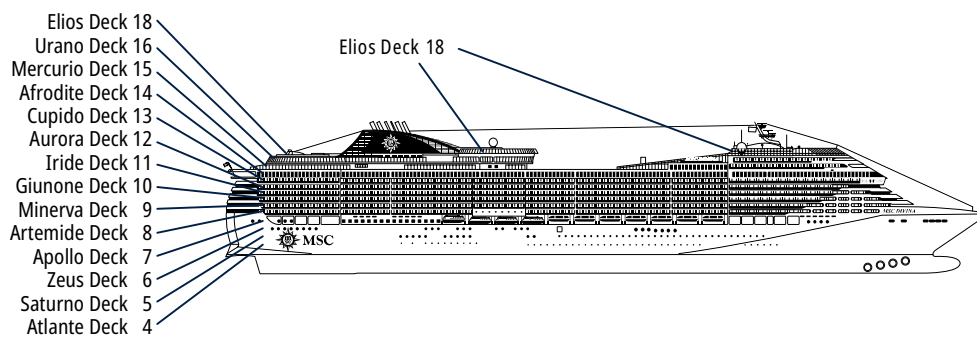 Elios Deck 18
Urano Deck 16
Mercurio Deck 15
Afrodite Deck 14
Cupido Deck 13
Aurora Deck 12
Iride Deck 11
Giunone Deck 10
Minerva Deck 9
Artemide Deck 8
Apollo Deck 7
Zeus Deck 6
Saturno Deck 5
Atlante Deck 4
Elios Deck 18
MSC DIVINA
MSC